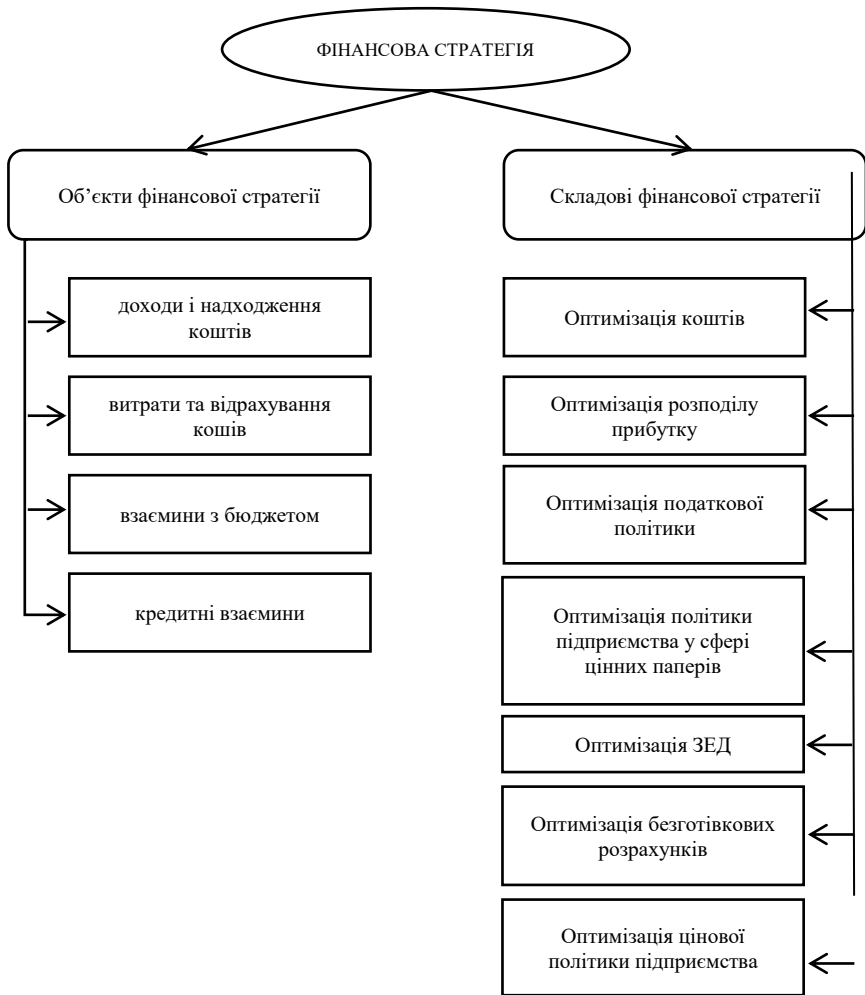 ФІНАНСОВА СТРАТЕГІЯ
Об’єкти фінансової стратегії
доходи і надходження
коштів
витрати та відрахування
кошів
взаємини з бюджетом
кредитні взаємини
Складові фінансової стратегії
Оптимізація коштів
Оптимізація розподілу
прибутку
Оптимізація податкової
політики
Оптимізація політики
підприємства у сфері
цінних паперів
Оптимізація ЗЕД
Оптимізація безготівкових
розрахунків
Оптимізація цінової
політики підприємства